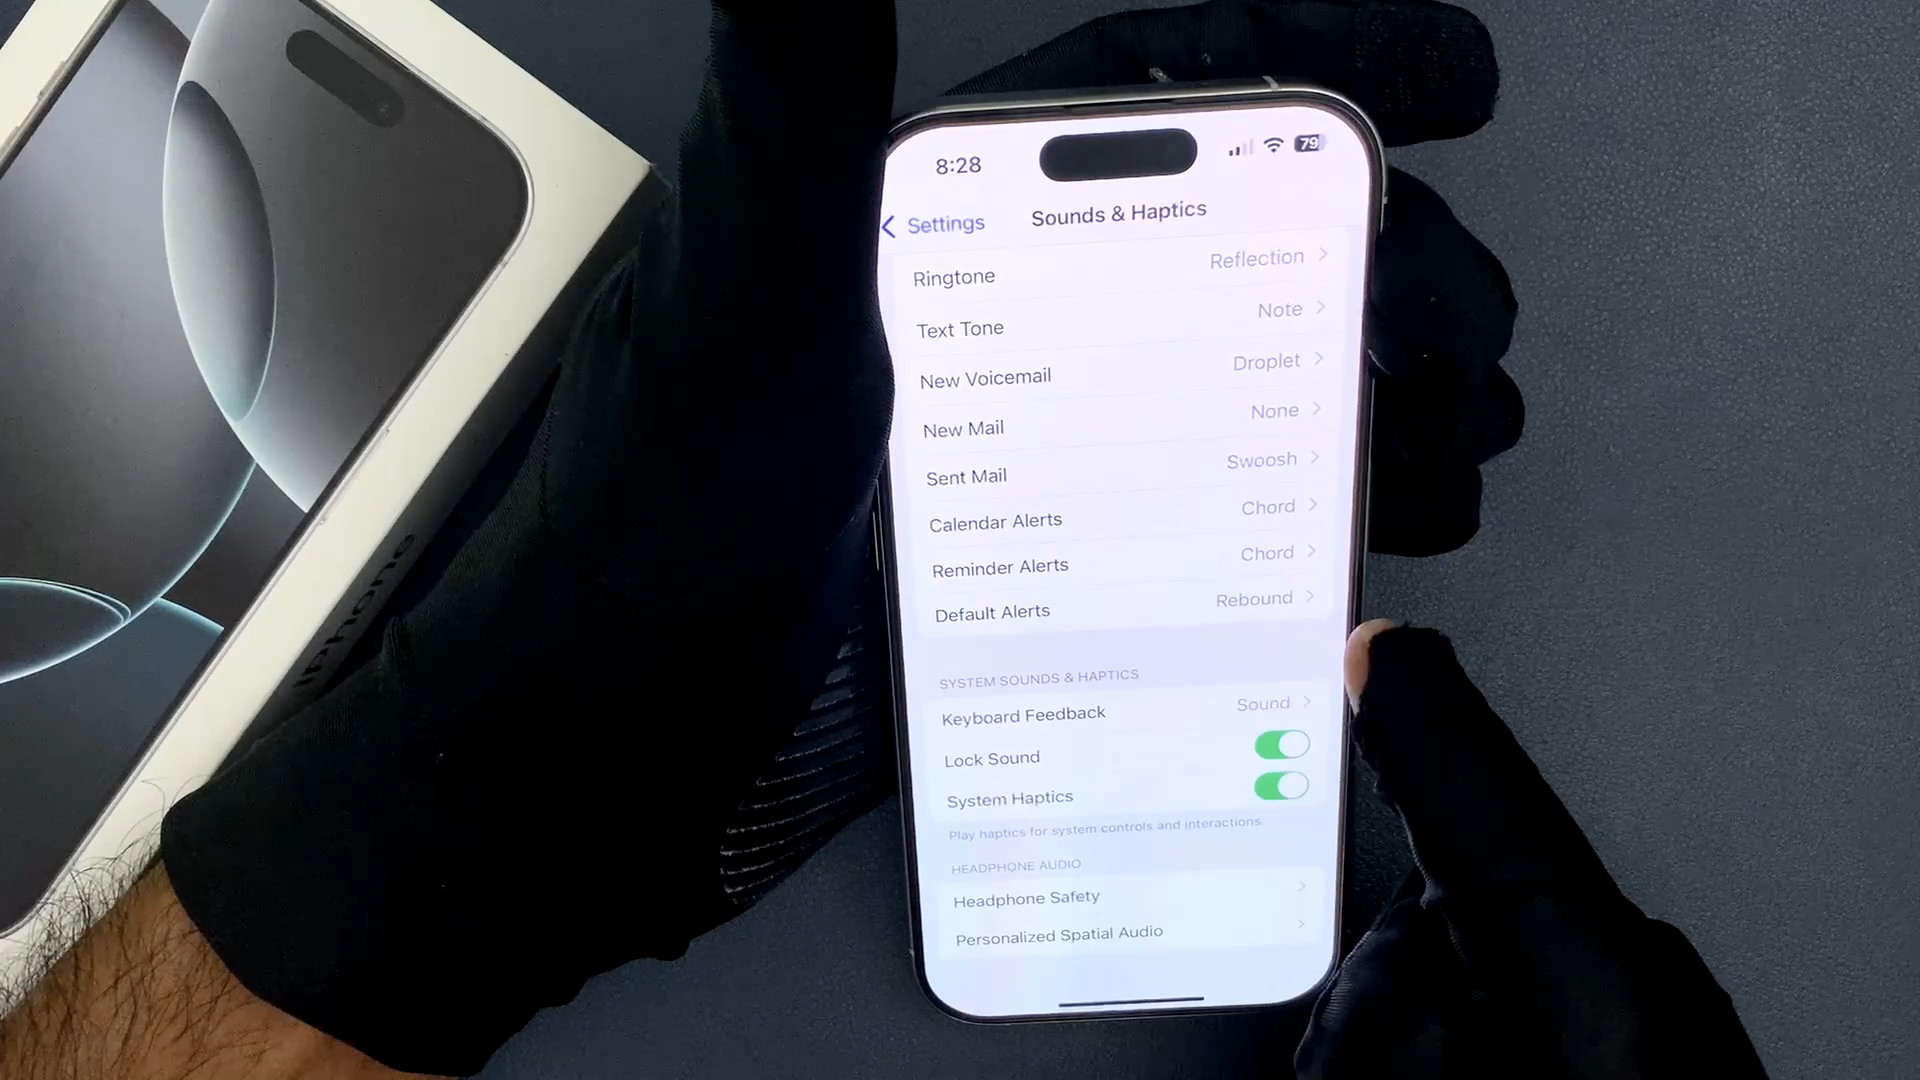 iPhone
8:28
79
Settings
Sounds & Haptics
Ringtone Reflection
Text Tone Note
New Voicemail Droplet
New Mail None
Sent Mail Swoosh
Calendar Alerts Chord
Reminder Alerts Chord
Default Alerts Rebound
SYSTEM SOUNDS & HAPTICS
Keyboard Feedback Sound
Lock Sound
System Haptics
Play haptics for system controls and interactions.
HEADPHONE AUDIO
Headphone Safety
Personalized Spatial Audio